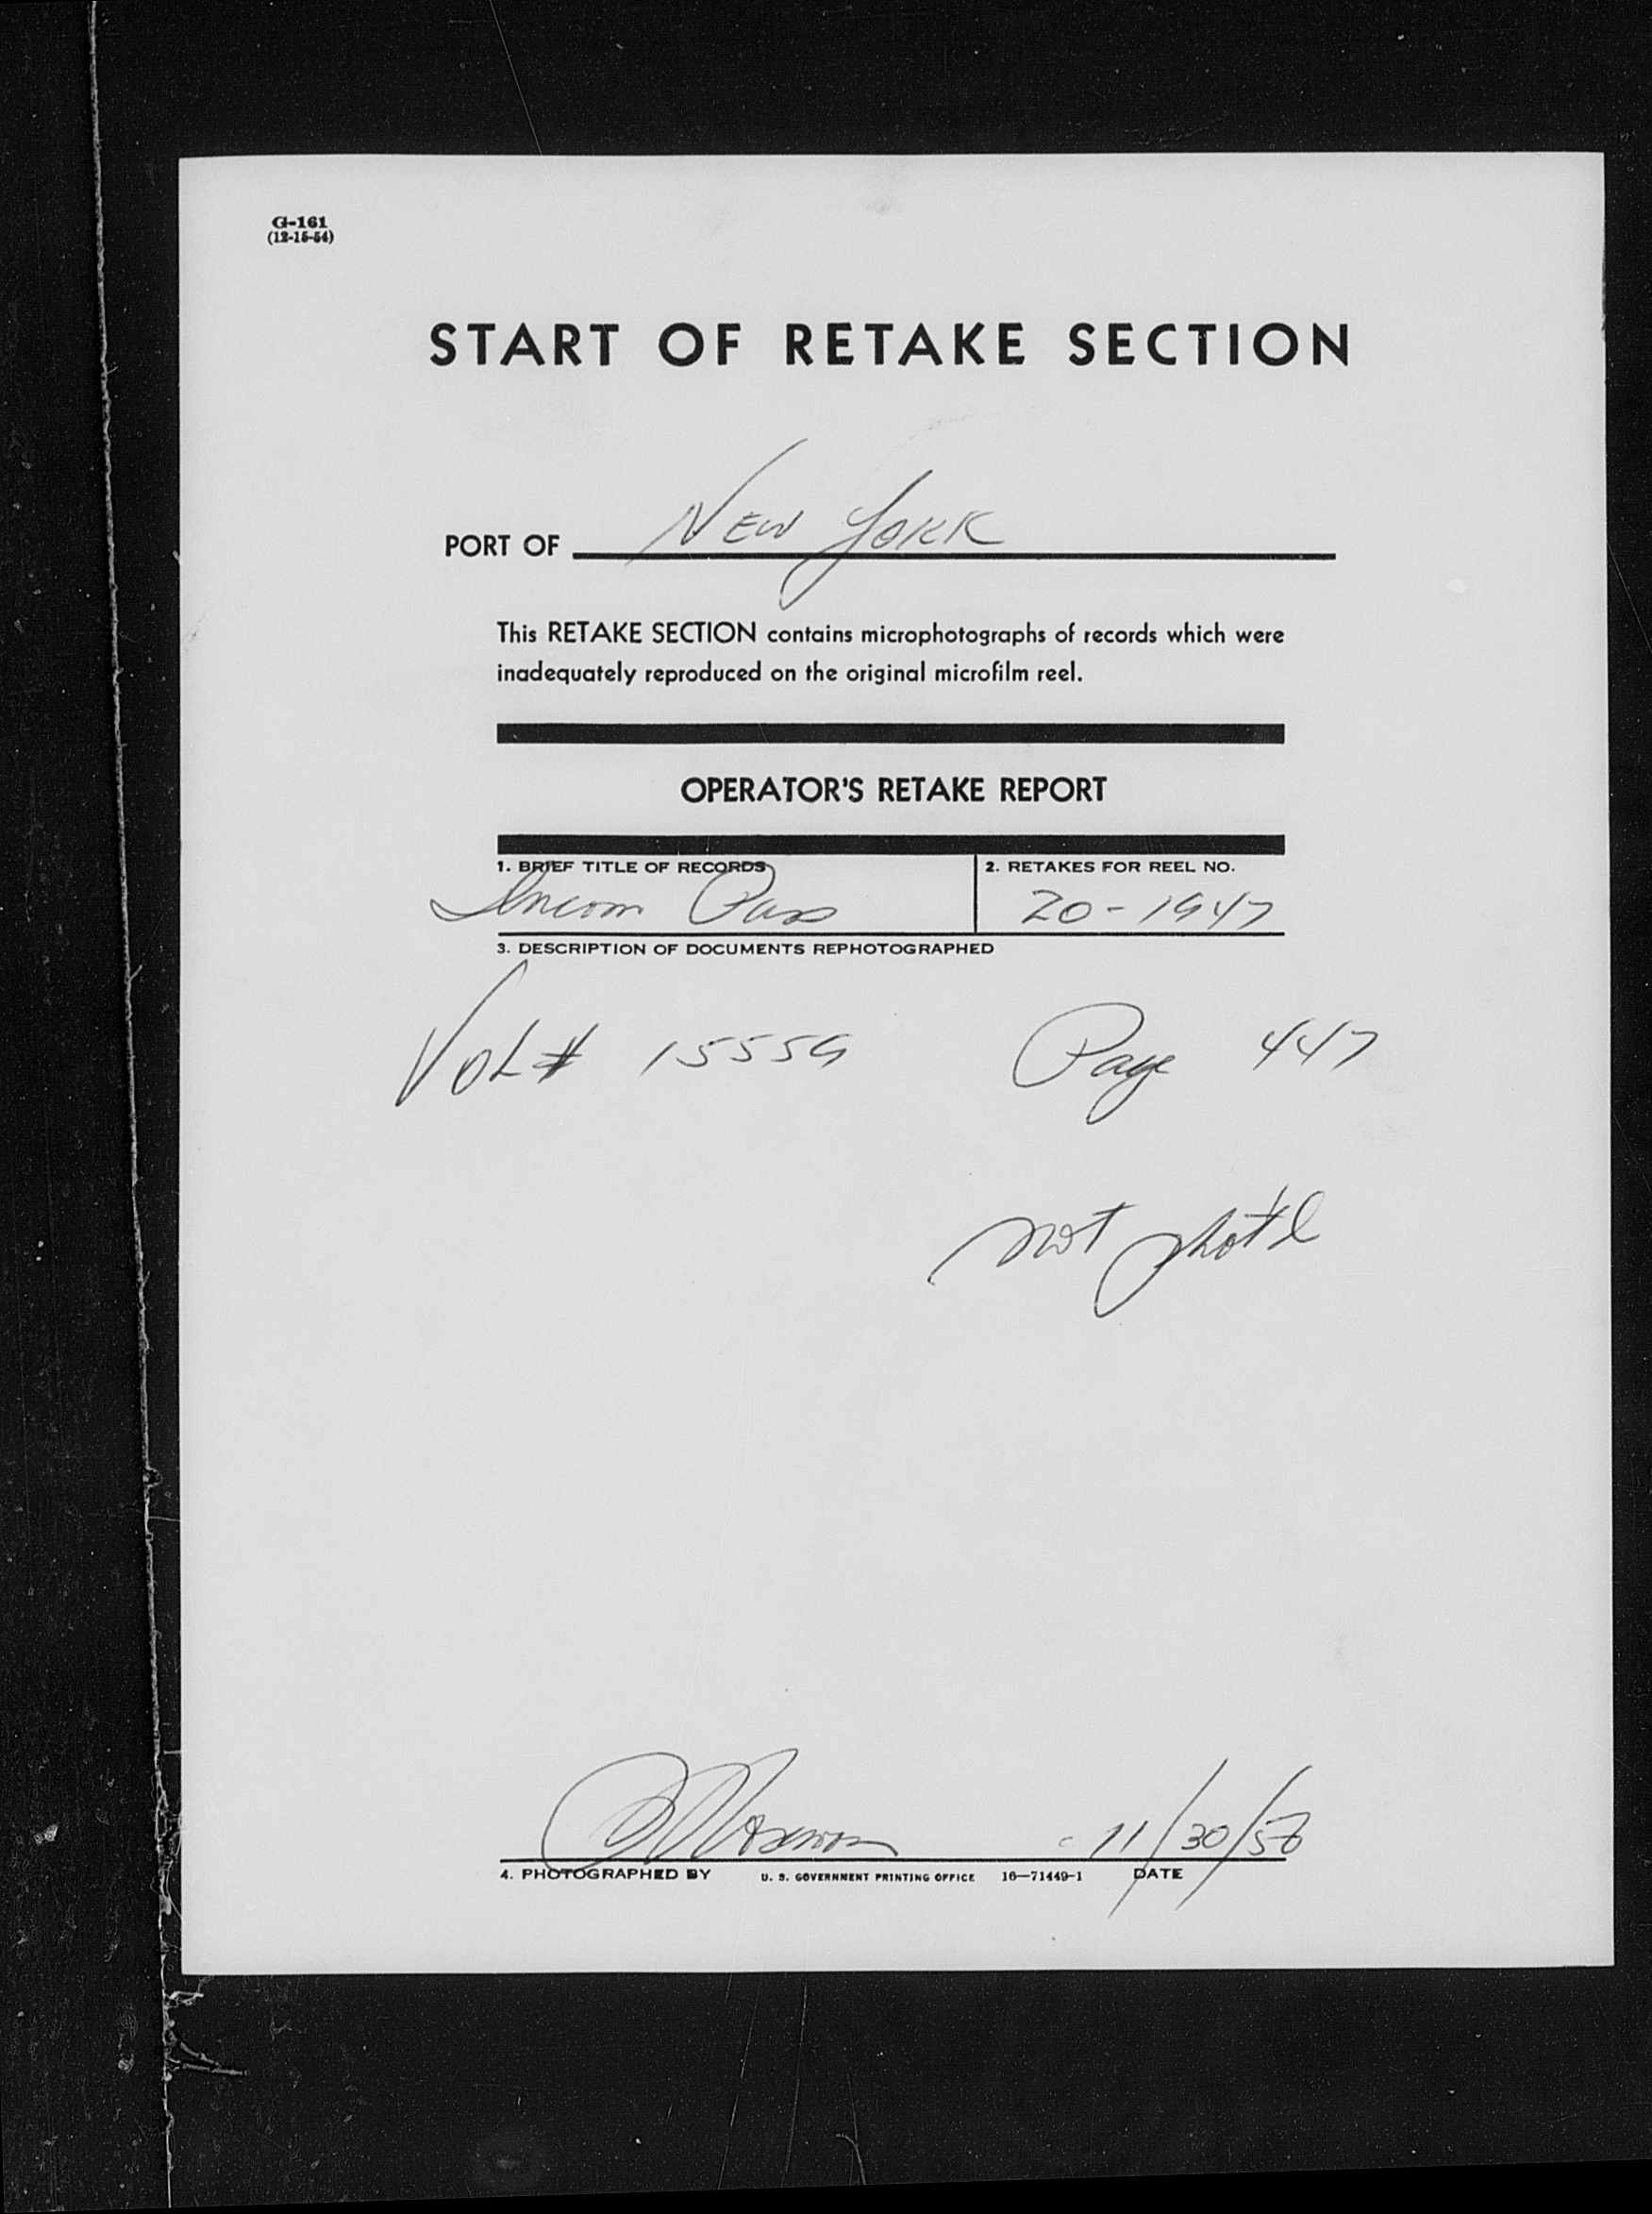 G-161
(12-15-54)
START OF RETAKE SECTION
PORT OF New York
This RETAKE SECTION contains microphotographs of records which were
inadequately reproduced on the original microfilm reel.
OPERATOR'S RETAKE REPORT
1. BRIEF TITLE OF RECORDS
2. RETAKES FOR REEL NO.
Incom Pass
20-1947
3. DESCRIPTION OF DOCUMENTS REPHOTOGRAPHED
VOL# 15559 Page 447
not phot'd
11/30/56
4. PHOTOGRAPHED BY U. S. GOVERNMENT PRINTING OFFICE 16—71449-1 DATE